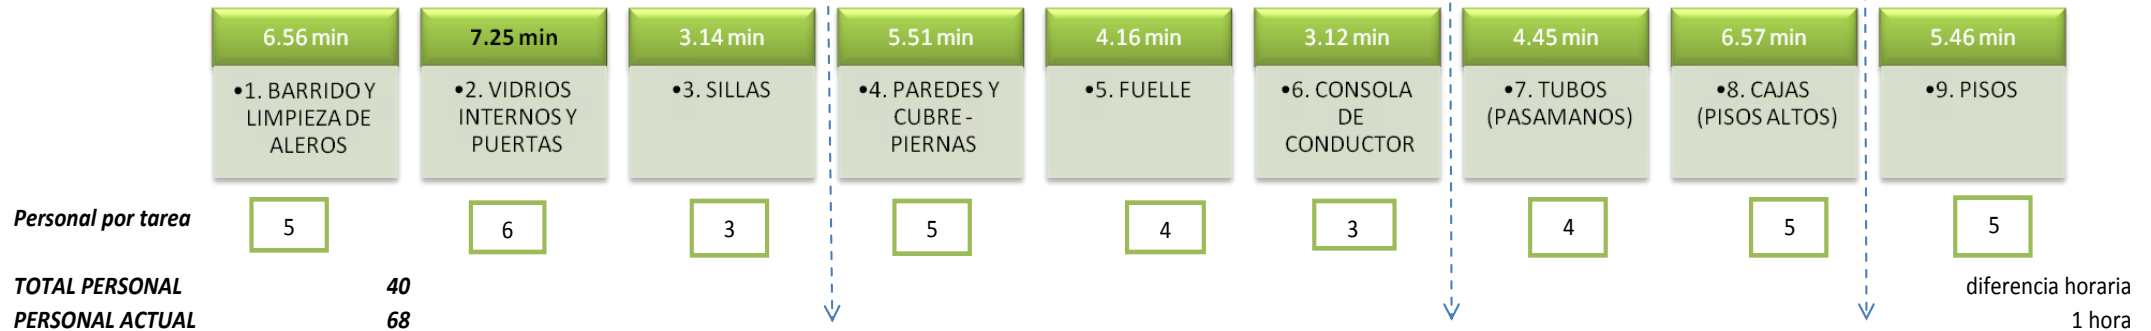 6.56 min
7.25 min
3.14 min
5.51 min
4.16 min
3.12 min
4.45 min
6.57 min
5.46 min
•1. BARRIDO Y
LIMPIEZA DE
ALEROS
•2. VIDRIOS
INTERNOS Y
PUERTAS
•3. SILLAS
•4. PAREDES Y
CUBRE -
PIERNAS
•5. FUELLE
•6. CONSOLA
DE
CONDUCTOR
•7. TUBOS
(PASAMANOS)
•8. CAJAS
(PISOS ALTOS)
•9. PISOS
Personal por tarea
5
6
3
5
4
3
4
5
5
TOTAL PERSONAL 40
diferencia horaria
PERSONAL ACTUAL 68
1 hora